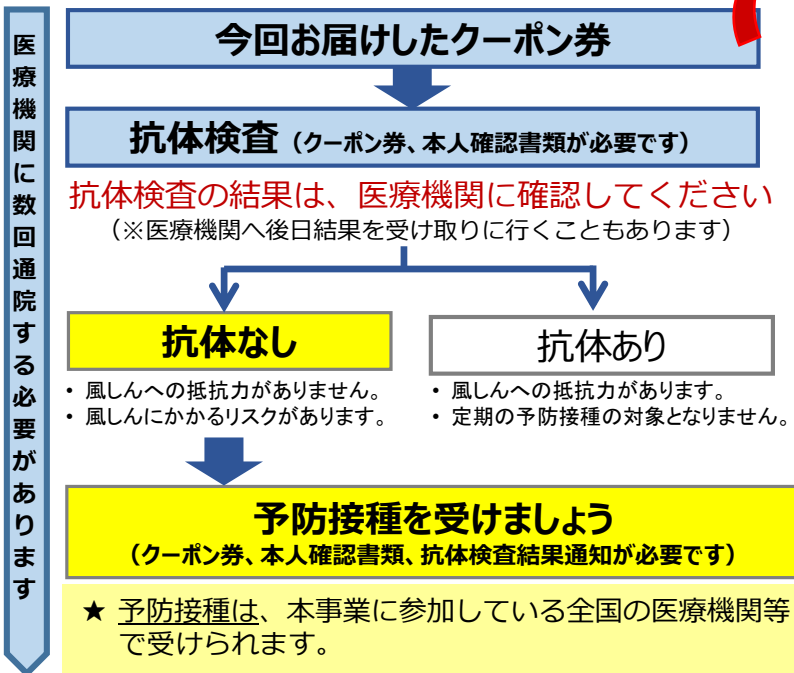 医療機関に数回通院する必要があります
今回お届けしたクーポン券
抗体検査（クーポン券、本人確認書類が必要です）
抗体検査の結果は、医療機関に確認してください
（※医療機関へ後日結果を受け取りに行くこともあります）
抗体なし
・ 風しんへの抵抗力がありません。
・ 風しんにかかるリスクがあります。
抗体あり
・ 風しんへの抵抗力があります。
・ 定期の予防接種の対象となりません。
予防接種を受けましょう
（クーポン券、本人確認書類、抗体検査結果通知が必要です）
★ 予防接種は、本事業に参加している全国の医療機関等
で受けられます。